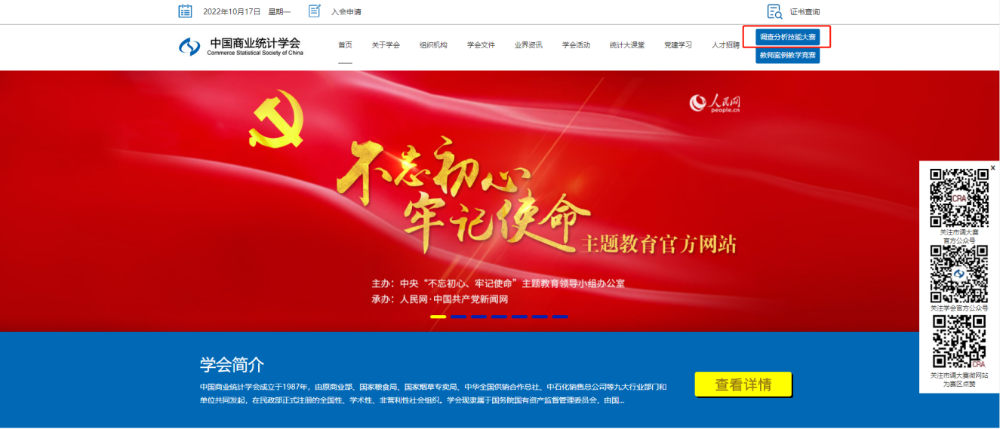 2022年10月17日 星期一
入会申请
证书查询
中国商业统计学会
Commerce Statistical Society of China
首页 关于学会 组织机构 学会文件 业界资讯 学会活动 统计大课堂 党建学习 人才招聘
调查分析技能大赛
教师案例教学竞赛
人民网
people.cn
不忘初心
牢记使命
主题教育官方网站
主办：中央“不忘初心、牢记使命”主题教育领导小组办公室
承办：人民网·中国共产党新闻网
x
CRA
关注市调大赛
官方公众号
关注学会官方公众号
CRA
关注市调大赛微网站
为赛区点赞
学会简介
中国商业统计学会成立于1987年，由原商业部、国家粮食局、国家烟草专卖局、中华全国供销合作总社、中石化销售总公司等九大行业部门和
单位共同发起，在民政部正式注册的全国性、学术性、非营利性社会组织。学会现隶属于国务院国有资产监督管理委员会，由国...
查看详情